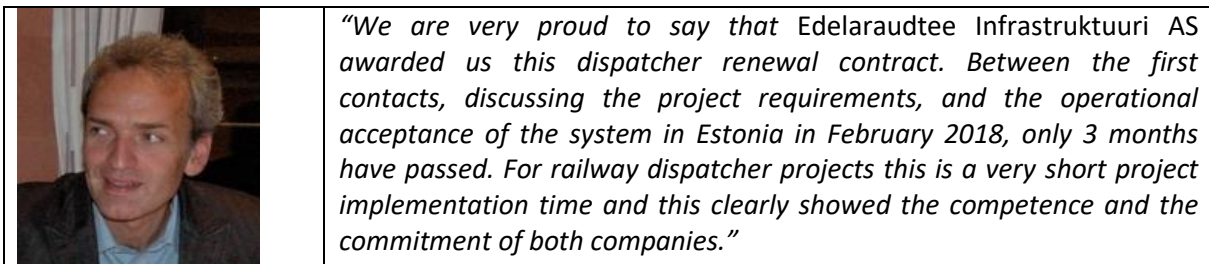 “We are very proud to say that Edelaraudtee Infrastruktuuri AS
awarded us this dispatcher renewal contract. Between the first
contacts, discussing the project requirements, and the operational
acceptance of the system in Estonia in February 2018, only 3 months
have passed. For railway dispatcher projects this is a very short project
implementation time and this clearly showed the competence and the
commitment of both companies.”